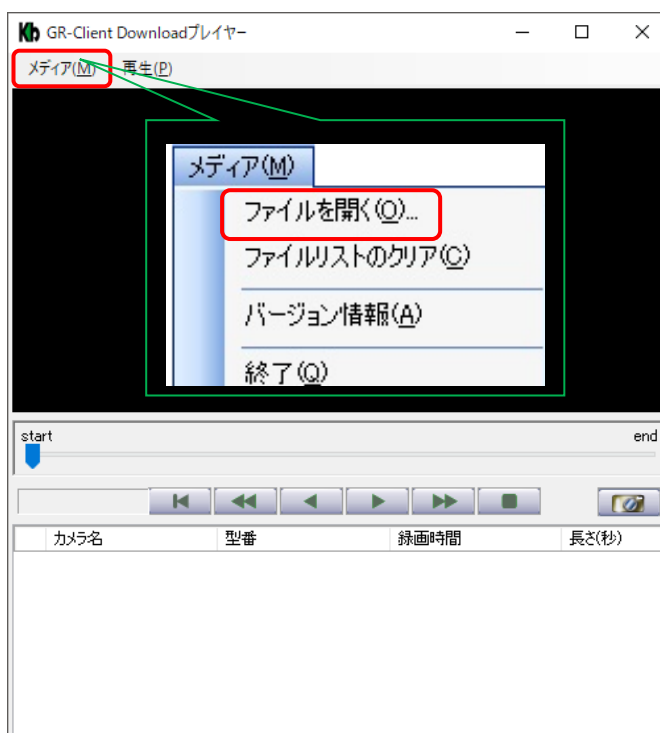 Kb GR-Client Downloadプレイヤー
メディア(M) 再生(P)
メディア(M)
ファイルを開く(O)...
ファイルリストのクリア(C)
バージョン情報(A)
終了(Q)
start end
カメラ名 型番 録画時間 長さ(秒)